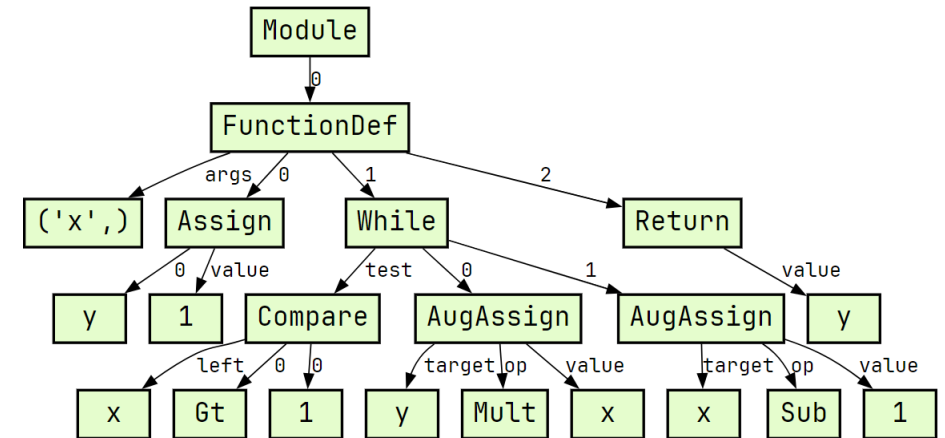 Module
0
FunctionDef
args 0 1 2
('x',) Assign While Return
0 value test 0 1 value
y 1 Compare AugAssign AugAssign y
left 0 0 target op value target op value
x Gt 1 y Mult x x Sub 1